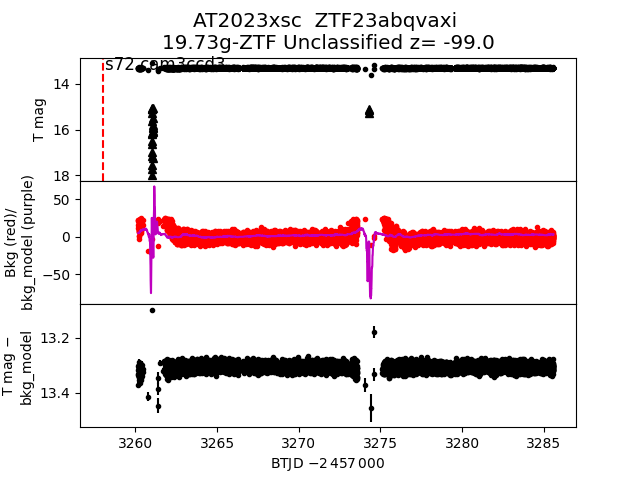 AT2023xsc  ZTF23abqvaxi
19.73g-ZTF Unclassified z= -99.0
s72 cam3ccd3
T mag
14
16
18
Bkg (red)/
bkg_model (purple)
50
0
−50
T mag −
bkg_model
13.2
13.4
3260
3265
3270
3275
3280
3285
BTJD −2 457 000